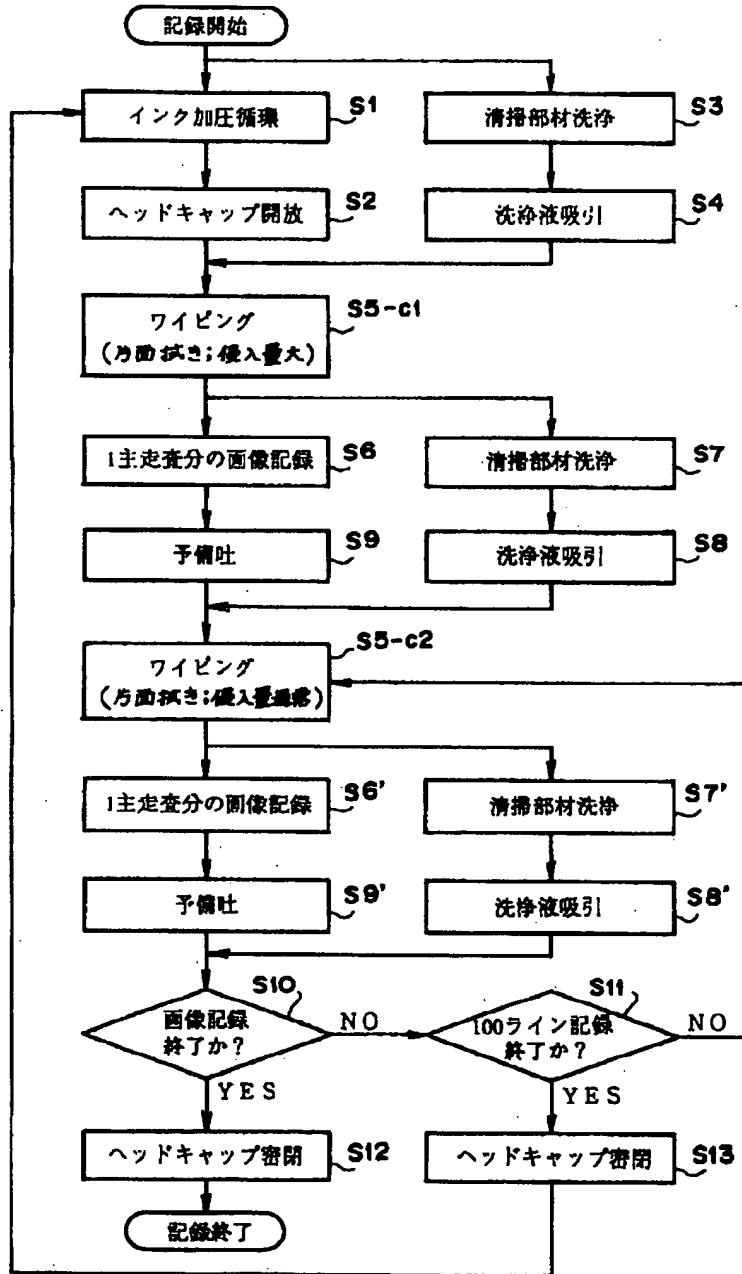 記録開始
インク加圧循環
S1
清掃部材洗浄
S3
ヘッドキャップ開放
S2
洗浄液吸引
S4
ワイピング
(片面拭き;侵入量大)
S5-c1
1主走査分の画像記録
S6
清掃部材洗浄
S7
予備吐
S9
洗浄液吸引
S8
ワイピング
(片面拭き;侵入量通常)
S5-c2
1主走査分の画像記録
S6'
清掃部材洗浄
S7'
予備吐
S9'
洗浄液吸引
S8'
画像記録
終了か?
S10
NO
YES
100ライン記録
終了か?
S11
NO
YES
ヘッドキャップ密閉
S12
ヘッドキャップ密閉
S13
記録終了